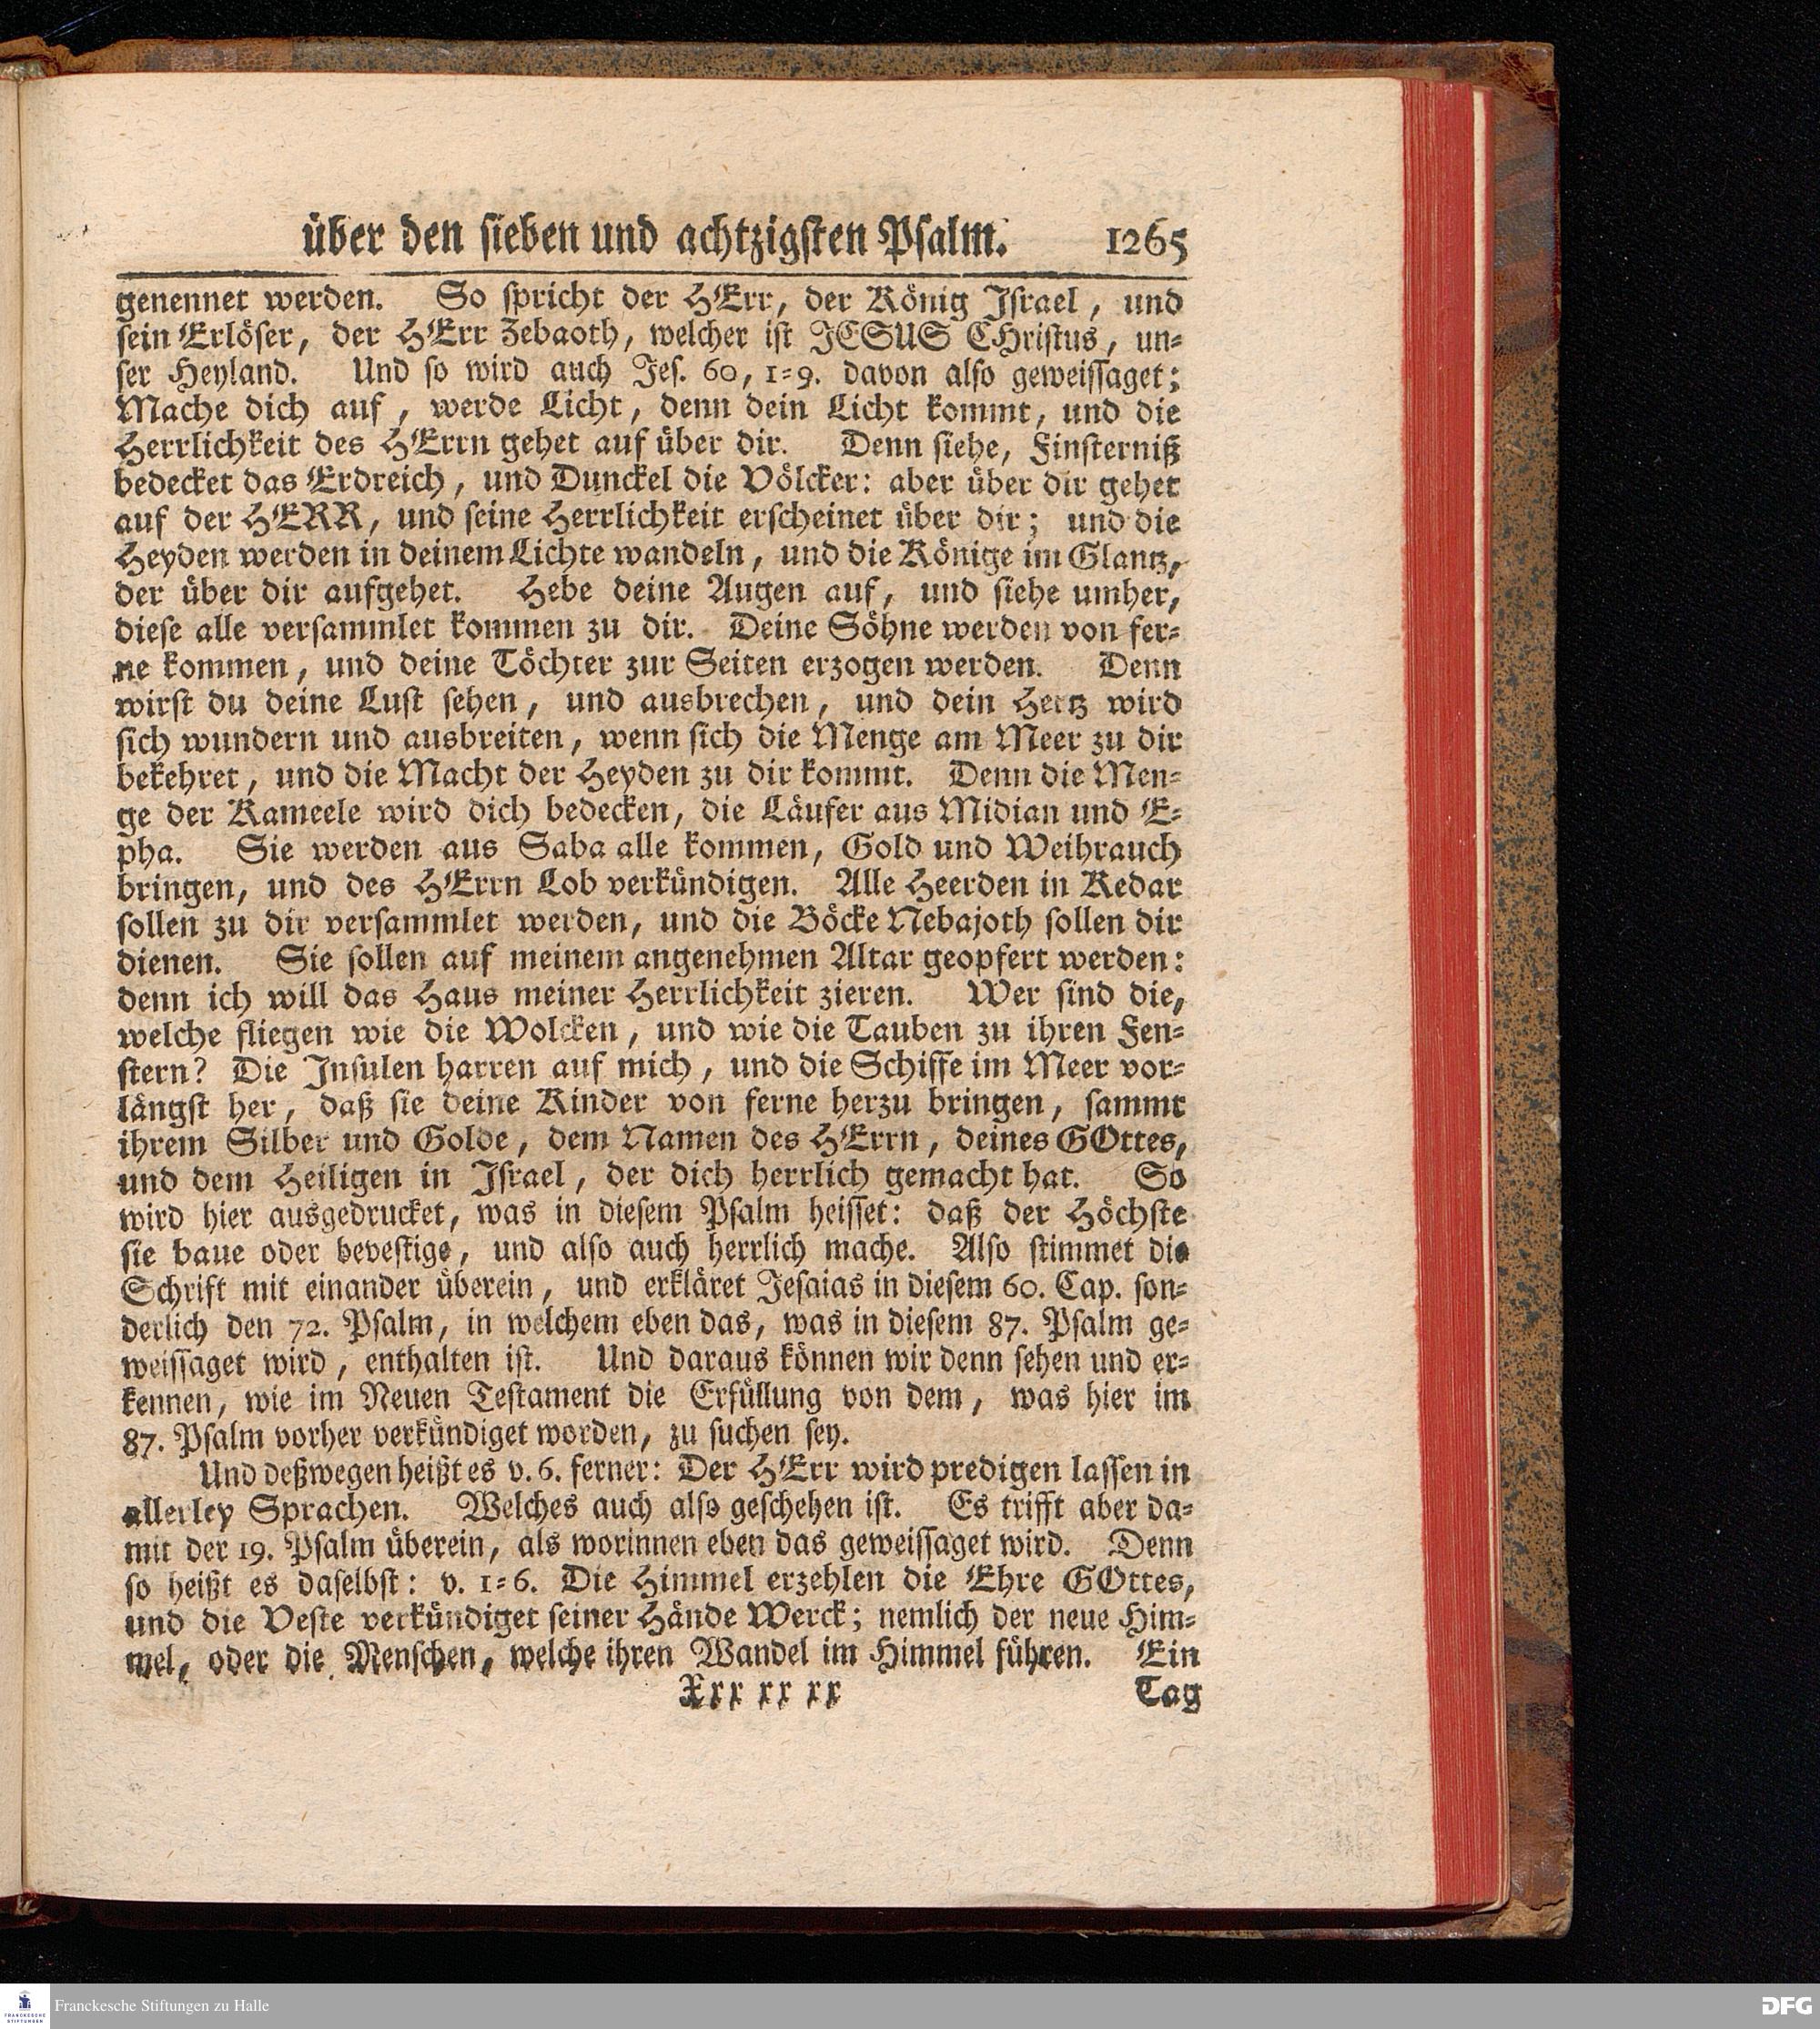 über den sieben und achtzigsten Psalm. 1265
genennet werden. So spricht der HErr, der König Israel, und
sein Erlöser, der HErr Zebaoth, welcher ist JESUS CHristus, un-
ser Heyland. Und so wird auch Jes. 60, 1-9. davon also geweissaget:
Mache dich auf, werde Licht, denn dein Licht kommt, und die
Herrlichkeit des HErrn gehet auf über dir. Denn siehe, Finsterniß
bedecket das Erdreich, und Dunckel die Völcker: aber über dir gehet
auf der HERR, und seine Herrlichkeit erscheinet über dir; und die
Heyden werden in deinem Lichte wandeln, und die Könige im Glantz,
der über dir aufgehet. Hebe deine Augen auf, und siehe umher,
diese alle versammlet kommen zu dir. Deine Söhne werden von fer-
ne kommen, und deine Töchter zur Seiten erzogen werden. Denn
wirst du deine Lust sehen, und ausbrechen, und dein Hertz wird
sich wundern und ausbreiten, wenn sich die Menge am Meer zu dir
bekehret, und die Macht der Heyden zu dir kommt. Denn die Men-
ge der Kameele wird dich bedecken, die Läufer aus Midian und E-
pha. Sie werden aus Saba alle kommen, Gold und Weihrauch
bringen, und des HErrn Lob verkündigen. Alle Heerden in Kedar
sollen zu dir versammlet werden, und die Böcke Nebajoth sollen dir
dienen. Sie sollen auf meinem angenehmen Altar geopfert werden:
denn ich will das Haus meiner Herrlichkeit zieren. Wer sind die,
welche fliegen wie die Wolcken, und wie die Tauben zu ihren Fen-
stern? Die Insulen harren auf mich, und die Schiffe im Meer vor-
längst her, daß sie deine Kinder von ferne herzu bringen, sammt
ihrem Silber und Golde, dem Namen des HErrn, deines GOttes,
und dem Heiligen in Israel, der dich herrlich gemacht hat. So
wird hier ausgedrucket, was in diesem Psalm heisset: daß der Höchste
sie baue oder bevestige, und also auch herrlich mache. Also stimmet die
Schrift mit einander überein, und erkläret Jesaias in diesem 60. Cap. son-
derlich den 72. Psalm, in welchem eben das, was in diesem 87. Psalm ge-
weissaget wird, enthalten ist. Und daraus können wir denn sehen und er-
kennen, wie im Neuen Testament die Erfüllung von dem, was hier im
87. Psalm vorher verkündiget worden, zu suchen sey.
Und deßwegen heißt es v. 6. ferner: Der HErr wird predigen lassen in
allerley Sprachen. Welches auch also geschehen ist. Es trifft aber da-
mit der 19. Psalm überein, als worinnen eben das geweissaget wird. Denn
so heißt es daselbst: v. 1-6. Die Himmel erzehlen die Ehre GOttes,
und die Veste verkündiget seiner Hände Werck; nemlich der neue Him-
mel, oder die Menschen, welche ihren Wandel im Himmel führen. Ein
Xxx xx xx Tag
FRANCKESCHE STIFTUNGEN
Franckesche Stiftungen zu Halle
DFG